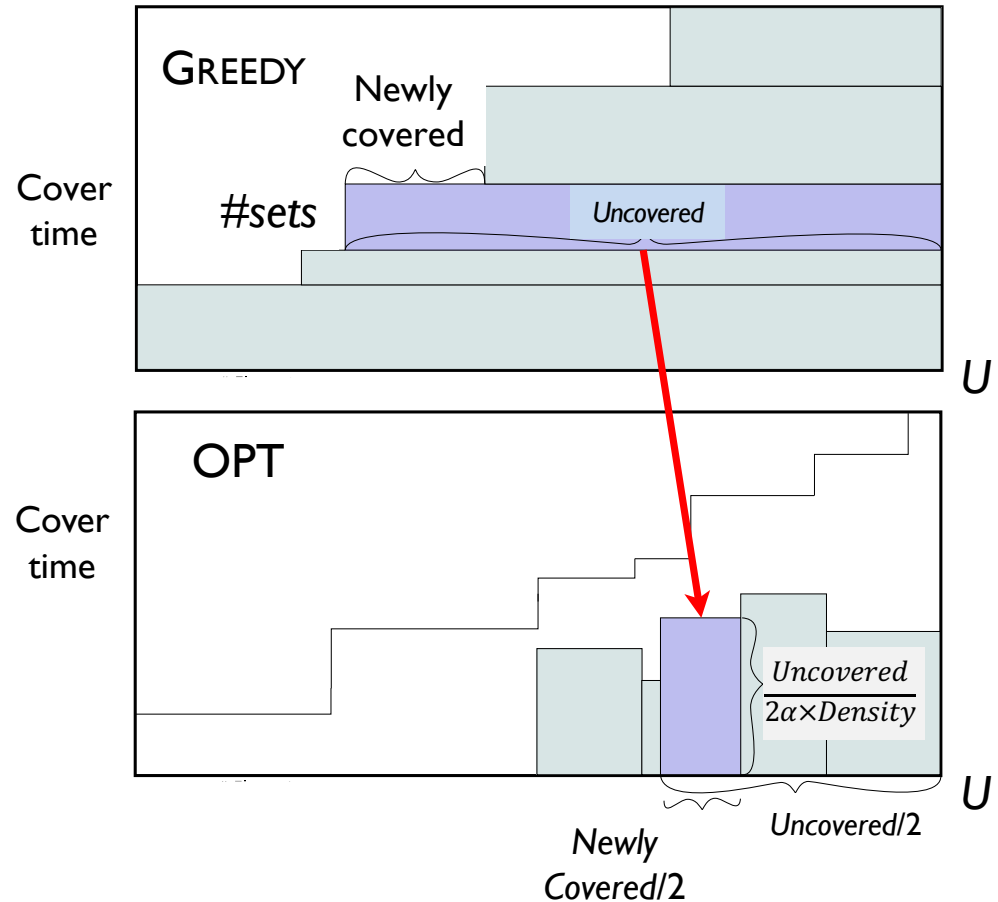 GREEDY
Newly
covered
Cover
time
#sets
Uncovered
U
OPT
Cover
time
Uncovered
2α×Density
U
Uncovered/2
Newly
Covered/2